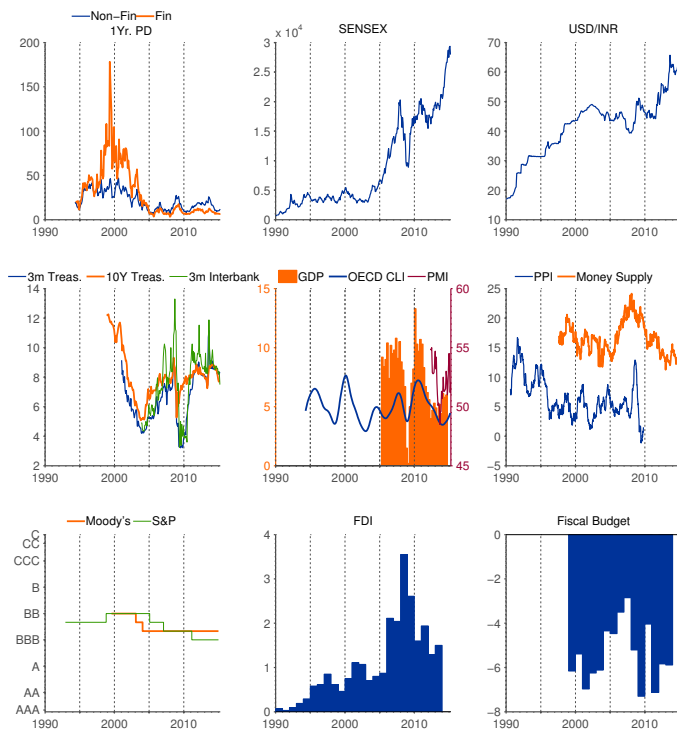 Non−Fin Fin
1Yr. PD
200
150
100
50
0
1990 2000 2010
x 10⁴ SENSEX
3
2.5
2
1.5
1
0.5
0
1990 2000 2010
USD/INR
70
60
50
40
30
20
10
1990 2000 2010
3m Treas. 10Y Treas. 3m Interbank
14
12
10
8
6
4
2
1990 2000 2010
GDP OECD CLI PMI
15 60
10 55
5 50
0 45
1990 2000 2010
PPI Money Supply
25
20
15
10
5
0
−5
1990 2000 2010
Moody's S&P
C
CC
CCC
B
BB
BBB
A
AA
AAA
1990 2000 2010
FDI
4
3
2
1
0
1990 2000 2010
Fiscal Budget
0
−2
−4
−6
−8
1990 2000 2010